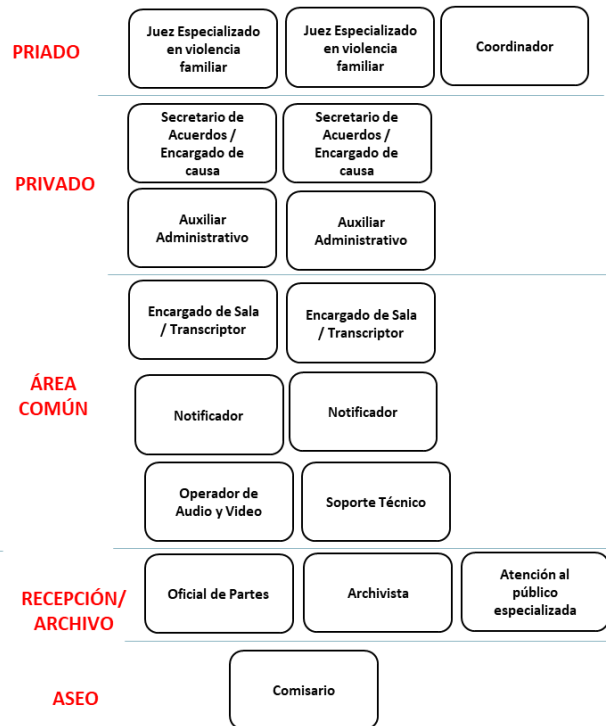 PRIADO
Juez Especializado
en violencia
familiar
Juez Especializado
en violencia
familiar
Coordinador
PRIVADO
Secretario de
Acuerdos /
Encargado de
causa
Secretario de
Acuerdos /
Encargado de
causa
Auxiliar
Administrativo
Auxiliar
Administrativo
ÁREA
COMÚN
Encargado de Sala
/ Transcriptor
Encargado de Sala
/ Transcriptor
Notificador
Notificador
Operador de
Audio y Video
Soporte Técnico
RECEPCIÓN/
ARCHIVO
Oficial de Partes
Archivista
Atención al
público
especializada
ASEO
Comisario